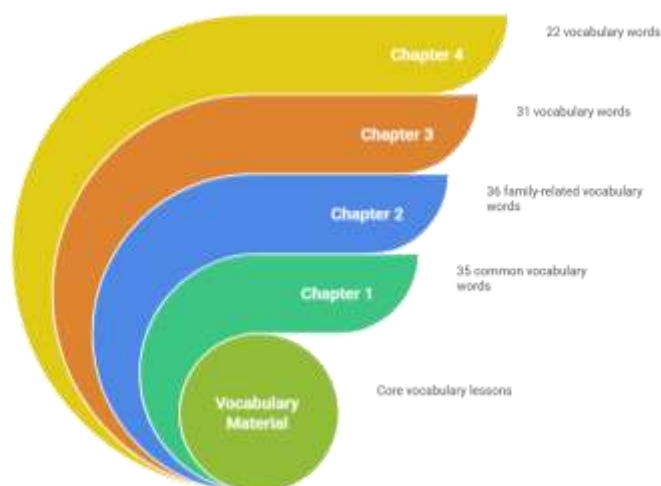 Chapter 4
22 vocabulary words
Chapter 3
31 vocabulary words
Chapter 2
36 family-related vocabulary
words
Chapter 1
35 common vocabulary
words
Vocabulary
Material
Core vocabulary lessons